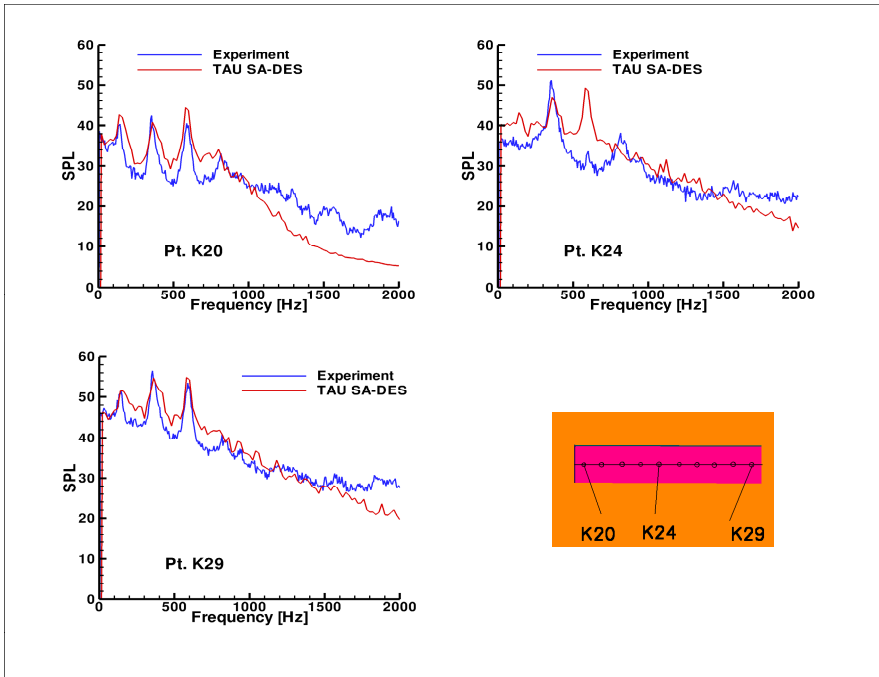 60
50
40
30
20
10
0
SPL
Experiment
TAU SA-DES
Pt. K20
0 500 1000 1500 2000
Frequency [Hz]
60
50
40
30
20
10
0
SPL
Experiment
TAU SA-DES
Pt. K24
0 500 1000 1500 2000
Frequency [Hz]
60
50
40
30
20
10
0
SPL
Experiment
TAU SA-DES
Pt. K29
0 500 1000 1500 2000
Frequency [Hz]
K20 K24 K29